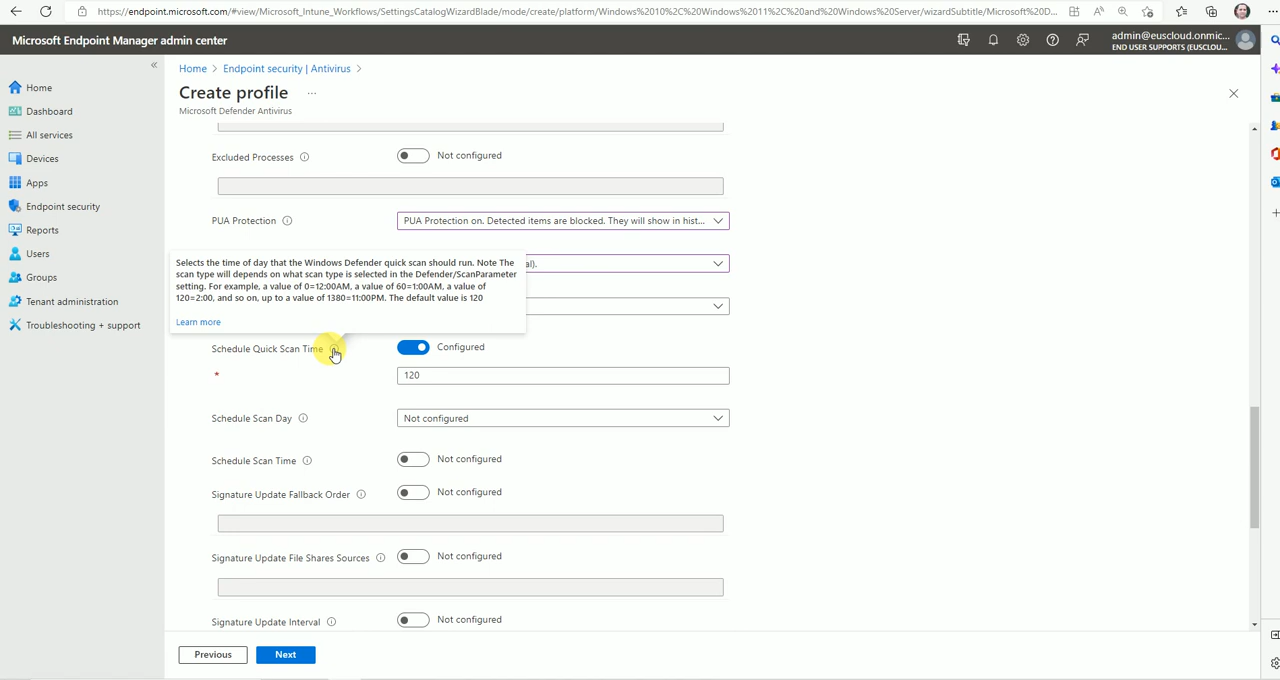 https://endpoint.microsoft.com/#view/Microsoft_Intune_Workflows/SettingsCatalogWizardBlade/mode/create/platform/Windows%2010%2C%20Windows%2011%2C%20and%20Windows%20Server/wizardSubtitle/Microsoft%20D...
Microsoft Endpoint Manager admin center
admin@euscloud.onmic...
END USER SUPPORTS (EUSCLOU...
Home
Dashboard
All services
Devices
Apps
Endpoint security
Reports
Users
Groups
Tenant administration
Troubleshooting + support
Home > Endpoint security | Antivirus >
Create profile ...
Microsoft Defender Antivirus
Excluded Processes
Not configured
PUA Protection
PUA Protection on. Detected items are blocked. They will show in hist...
al).
Selects the time of day that the Windows Defender quick scan should run. Note The
scan type will depends on what scan type is selected in the Defender/ScanParameter
setting. For example, a value of 0=12:00AM, a value of 60=1:00AM, a value of
120=2:00, and so on, up to a value of 1380=11:00PM. The default value is 120
Learn more
Schedule Quick Scan Time
Configured
*
120
Schedule Scan Day
Not configured
Schedule Scan Time
Not configured
Signature Update Fallback Order
Not configured
Signature Update File Shares Sources
Not configured
Signature Update Interval
Not configured
Previous
Next